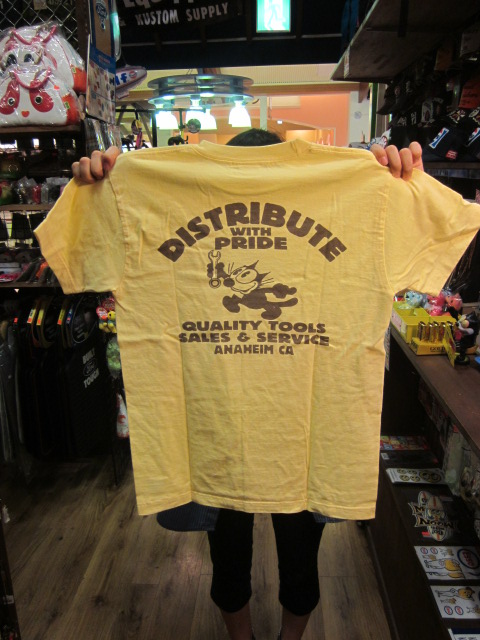 KUSTOM SUPPLY
DISTRIBUTE
WITH
PRIDE
QUALITY TOOLS
SALES & SERVICE
ANAHEIM CA